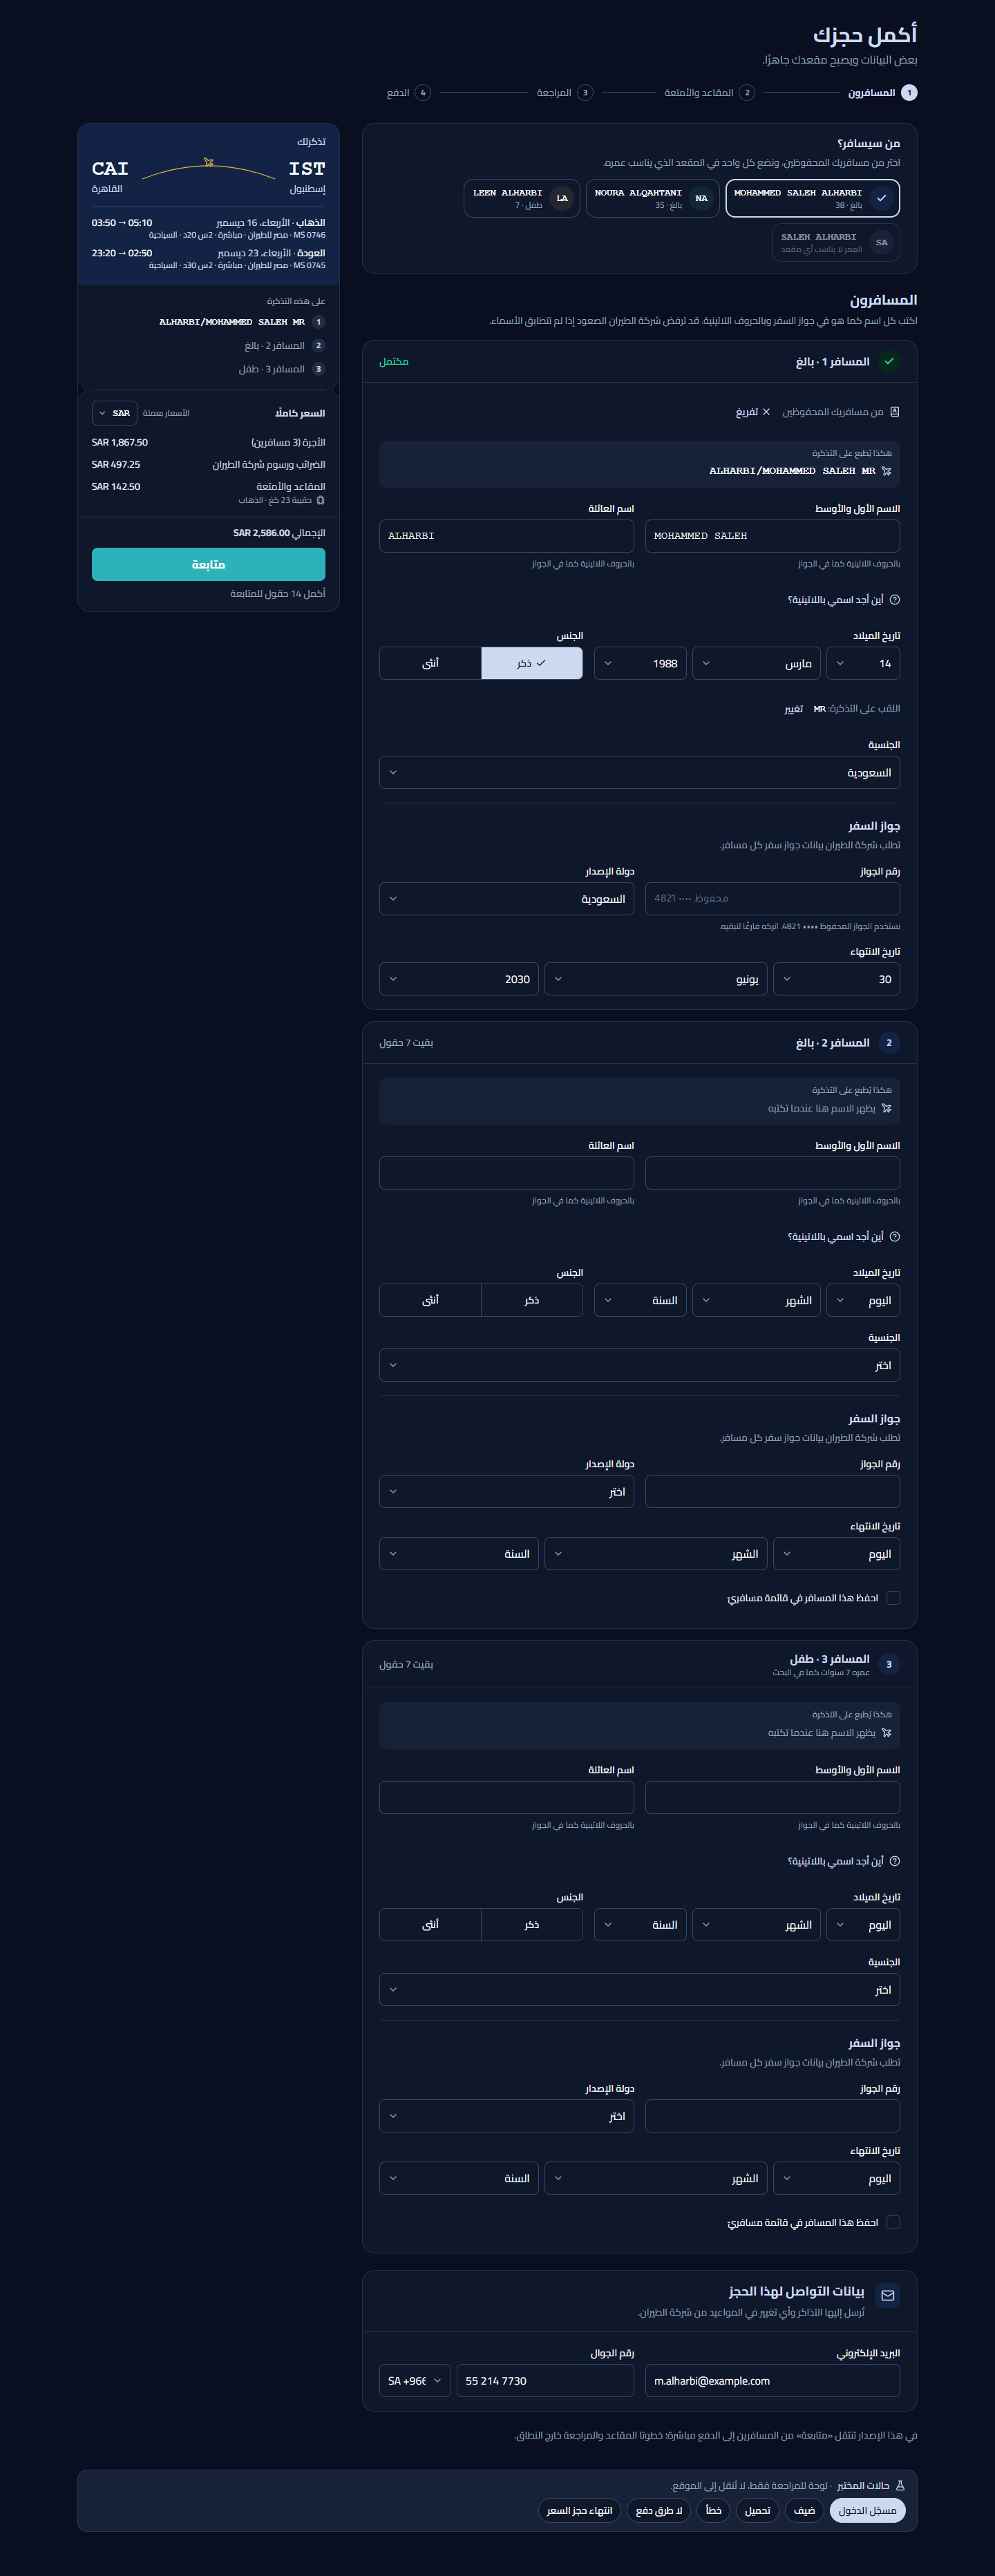 أكمل حجزك
بعض البيانات ويصبح مقعدك جاهزًا.
1 المسافرون
2 المقاعد والأمتعة
3 المراجعة
4 الدفع
من سيسافر؟
اختر من مسافريك المحفوظين، ونضع كل واحد في المقعد الذي يناسب عمره.
MOHAMMED SALEH ALHARBI
بالغ · 38
NA NOURA ALQAHTANI
بالغ · 35
LA LEEN ALHARBI
طفل · 7
SA SALEH ALHARBI
العمر لا يناسب أي مقعد
المسافرون
اكتب كل اسم كما هو في جواز السفر وبالحروف اللاتينية. قد ترفض شركة الطيران الصعود إذا لم تتطابق الأسماء.
المسافر 1 · بالغ
مكتمل
من مسافريك المحفوظين
تفريغ
هكذا يُطبع على التذكرة
ALHARBI/MOHAMMED SALEH MR
الاسم الأول والأوسط
اسم العائلة
MOHAMMED SALEH
ALHARBI
بالحروف اللاتينية كما في الجواز
بالحروف اللاتينية كما في الجواز
أين أجد اسمي باللاتينية؟
تاريخ الميلاد
الجنس
14
مارس
1988
ذكر
أنثى
اللقب على التذكرة: MR تغيير
الجنسية
السعودية
جواز السفر
تطلب شركة الطيران بيانات جواز سفر كل مسافر.
رقم الجواز
دولة الإصدار
محفوظ •••• 4821
السعودية
نستخدم الجواز المحفوظ •••• 4821. اتركه فارغًا لتبقيه.
تاريخ الانتهاء
30
يونيو
2030
2 المسافر 2 · بالغ
بقيت 7 حقول
هكذا يُطبع على التذكرة
يظهر الاسم هنا عندما تكتبه
الاسم الأول والأوسط
اسم العائلة
بالحروف اللاتينية كما في الجواز
بالحروف اللاتينية كما في الجواز
أين أجد اسمي باللاتينية؟
تاريخ الميلاد
الجنس
اليوم
الشهر
السنة
ذكر
أنثى
الجنسية
اختر
جواز السفر
تطلب شركة الطيران بيانات جواز سفر كل مسافر.
رقم الجواز
دولة الإصدار
اختر
تاريخ الانتهاء
اليوم
الشهر
السنة
احفظ هذا المسافر في قائمة مسافريّ
3 المسافر 3 · طفل
عمره 7 سنوات كما في البحث
بقيت 7 حقول
هكذا يُطبع على التذكرة
يظهر الاسم هنا عندما تكتبه
الاسم الأول والأوسط
اسم العائلة
بالحروف اللاتينية كما في الجواز
بالحروف اللاتينية كما في الجواز
أين أجد اسمي باللاتينية؟
تاريخ الميلاد
الجنس
اليوم
الشهر
السنة
ذكر
أنثى
الجنسية
اختر
جواز السفر
تطلب شركة الطيران بيانات جواز سفر كل مسافر.
رقم الجواز
دولة الإصدار
اختر
تاريخ الانتهاء
اليوم
الشهر
السنة
احفظ هذا المسافر في قائمة مسافريّ
بيانات التواصل لهذا الحجز
تُرسل إليها التذاكر وأي تغيير في المواعيد من شركة الطيران.
البريد الإلكتروني
رقم الجوال
m.alharbi@example.com
55 214 7730
SA +966
في هذا الإصدار تنتقل «متابعة» من المسافرين إلى الدفع مباشرة؛ خطوتا المقاعد والمراجعة خارج النطاق.
تذكرتك
IST
إسطنبول
CAI
القاهرة
الذهاب · الأربعاء، 16 ديسمبر
03:50 → 05:10
MS 0746 · مصر للطيران · مباشرة · 2س 20د · السياحية
العودة · الأربعاء، 23 ديسمبر
23:20 → 02:50
MS 0745 · مصر للطيران · مباشرة · 2س 30د · السياحية
على هذه التذكرة
1 ALHARBI/MOHAMMED SALEH MR
2 المسافر 2 · بالغ
3 المسافر 3 · طفل
السعر كاملًا
الأسعار بعملة SAR
الأجرة (3 مسافرين)
SAR 1,867.50
الضرائب ورسوم شركة الطيران
SAR 497.25
المقاعد والأمتعة
SAR 142.50
حقيبة 23 كغ · الذهاب
الإجمالي SAR 2,586.00
متابعة
أكمل 14 حقول للمتابعة
حالات المختبر · لوحة للمراجعة فقط، لا تُنقل إلى الموقع.
مسجّل الدخول
ضيف
تحميل
خطأ
لا طرق دفع
انتهاء حجز السعر